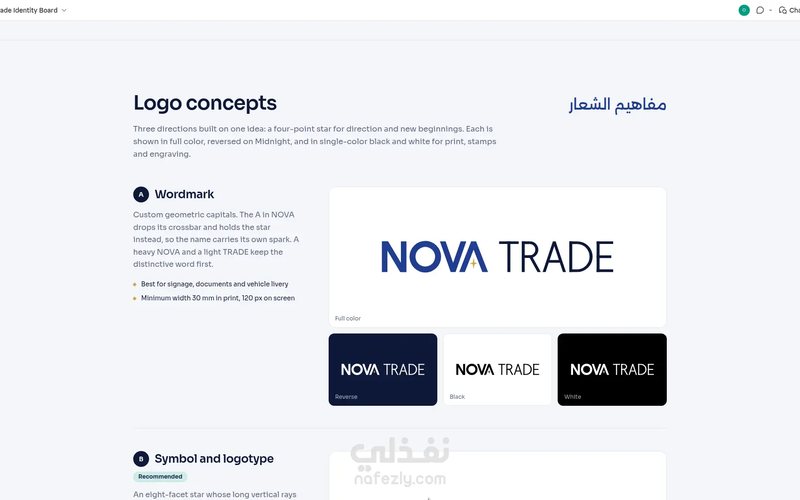 ade Identity Board
Cha
Logo concepts
مفاهيم الشعار
Three directions built on one idea: a four-point star for direction and new beginnings. Each is
shown in full color, reversed on Midnight, and in single-color black and white for print, stamps
and engraving.
A
Wordmark
Custom geometric capitals. The A in NOVA
drops its crossbar and holds the star
instead, so the name carries its own spark. A
heavy NOVA and a light TRADE keep the
distinctive word first.
Best for signage, documents and vehicle livery
Minimum width 30 mm in print, 120 px on screen
NOVA TRADE
Full color
NOVA TRADE
Reverse
NOVA TRADE
Black
NOVA TRADE
White
B
Symbol and logotype
Recommended
An eight-facet star whose long vertical rays
نفذلي
nafezly.com